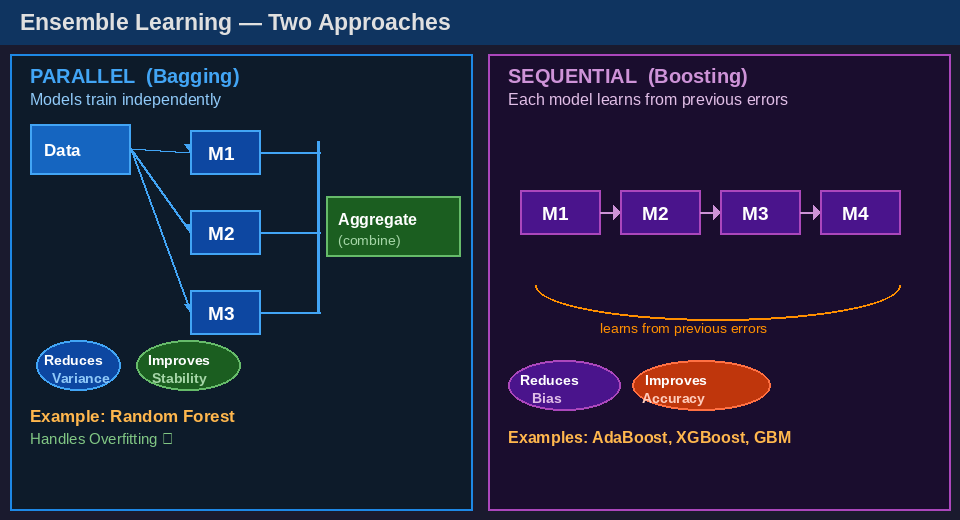 Ensemble Learning — Two Approaches
PARALLEL (Bagging)
Models train independently
Data
M1
M2
M3
Aggregate
(combine)
Reduces
Variance
Improves
Stability
Example: Random Forest
Handles Overfitting
SEQUENTIAL (Boosting)
Each model learns from previous errors
M1
M2
M3
M4
learns from previous errors
Reduces
Bias
Improves
Accuracy
Examples: AdaBoost, XGBoost, GBM